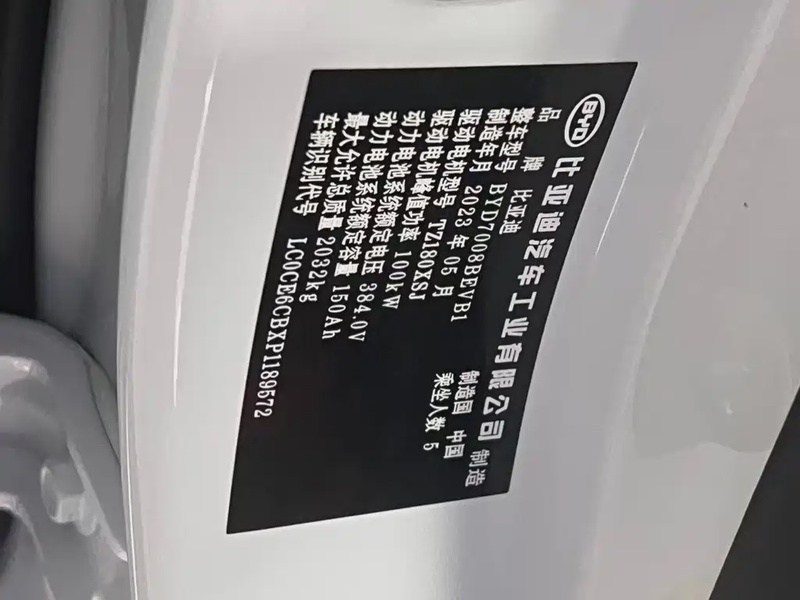 BYD 比亚迪汽车工业有限公司 制造
品牌 比亚迪
整车型号 BYD7008BEVB1
制造年月 2023年05月 制造国 中国
驱动电机型号 TZ180XSJ 乘坐人数 5
驱动电机峰值功率 100kW
动力电池系统额定电压 384.0V
动力电池系统额定容量 150Ah
最大允许总质量 2032kg
车辆识别代号 LC0CE6CBXP1189572